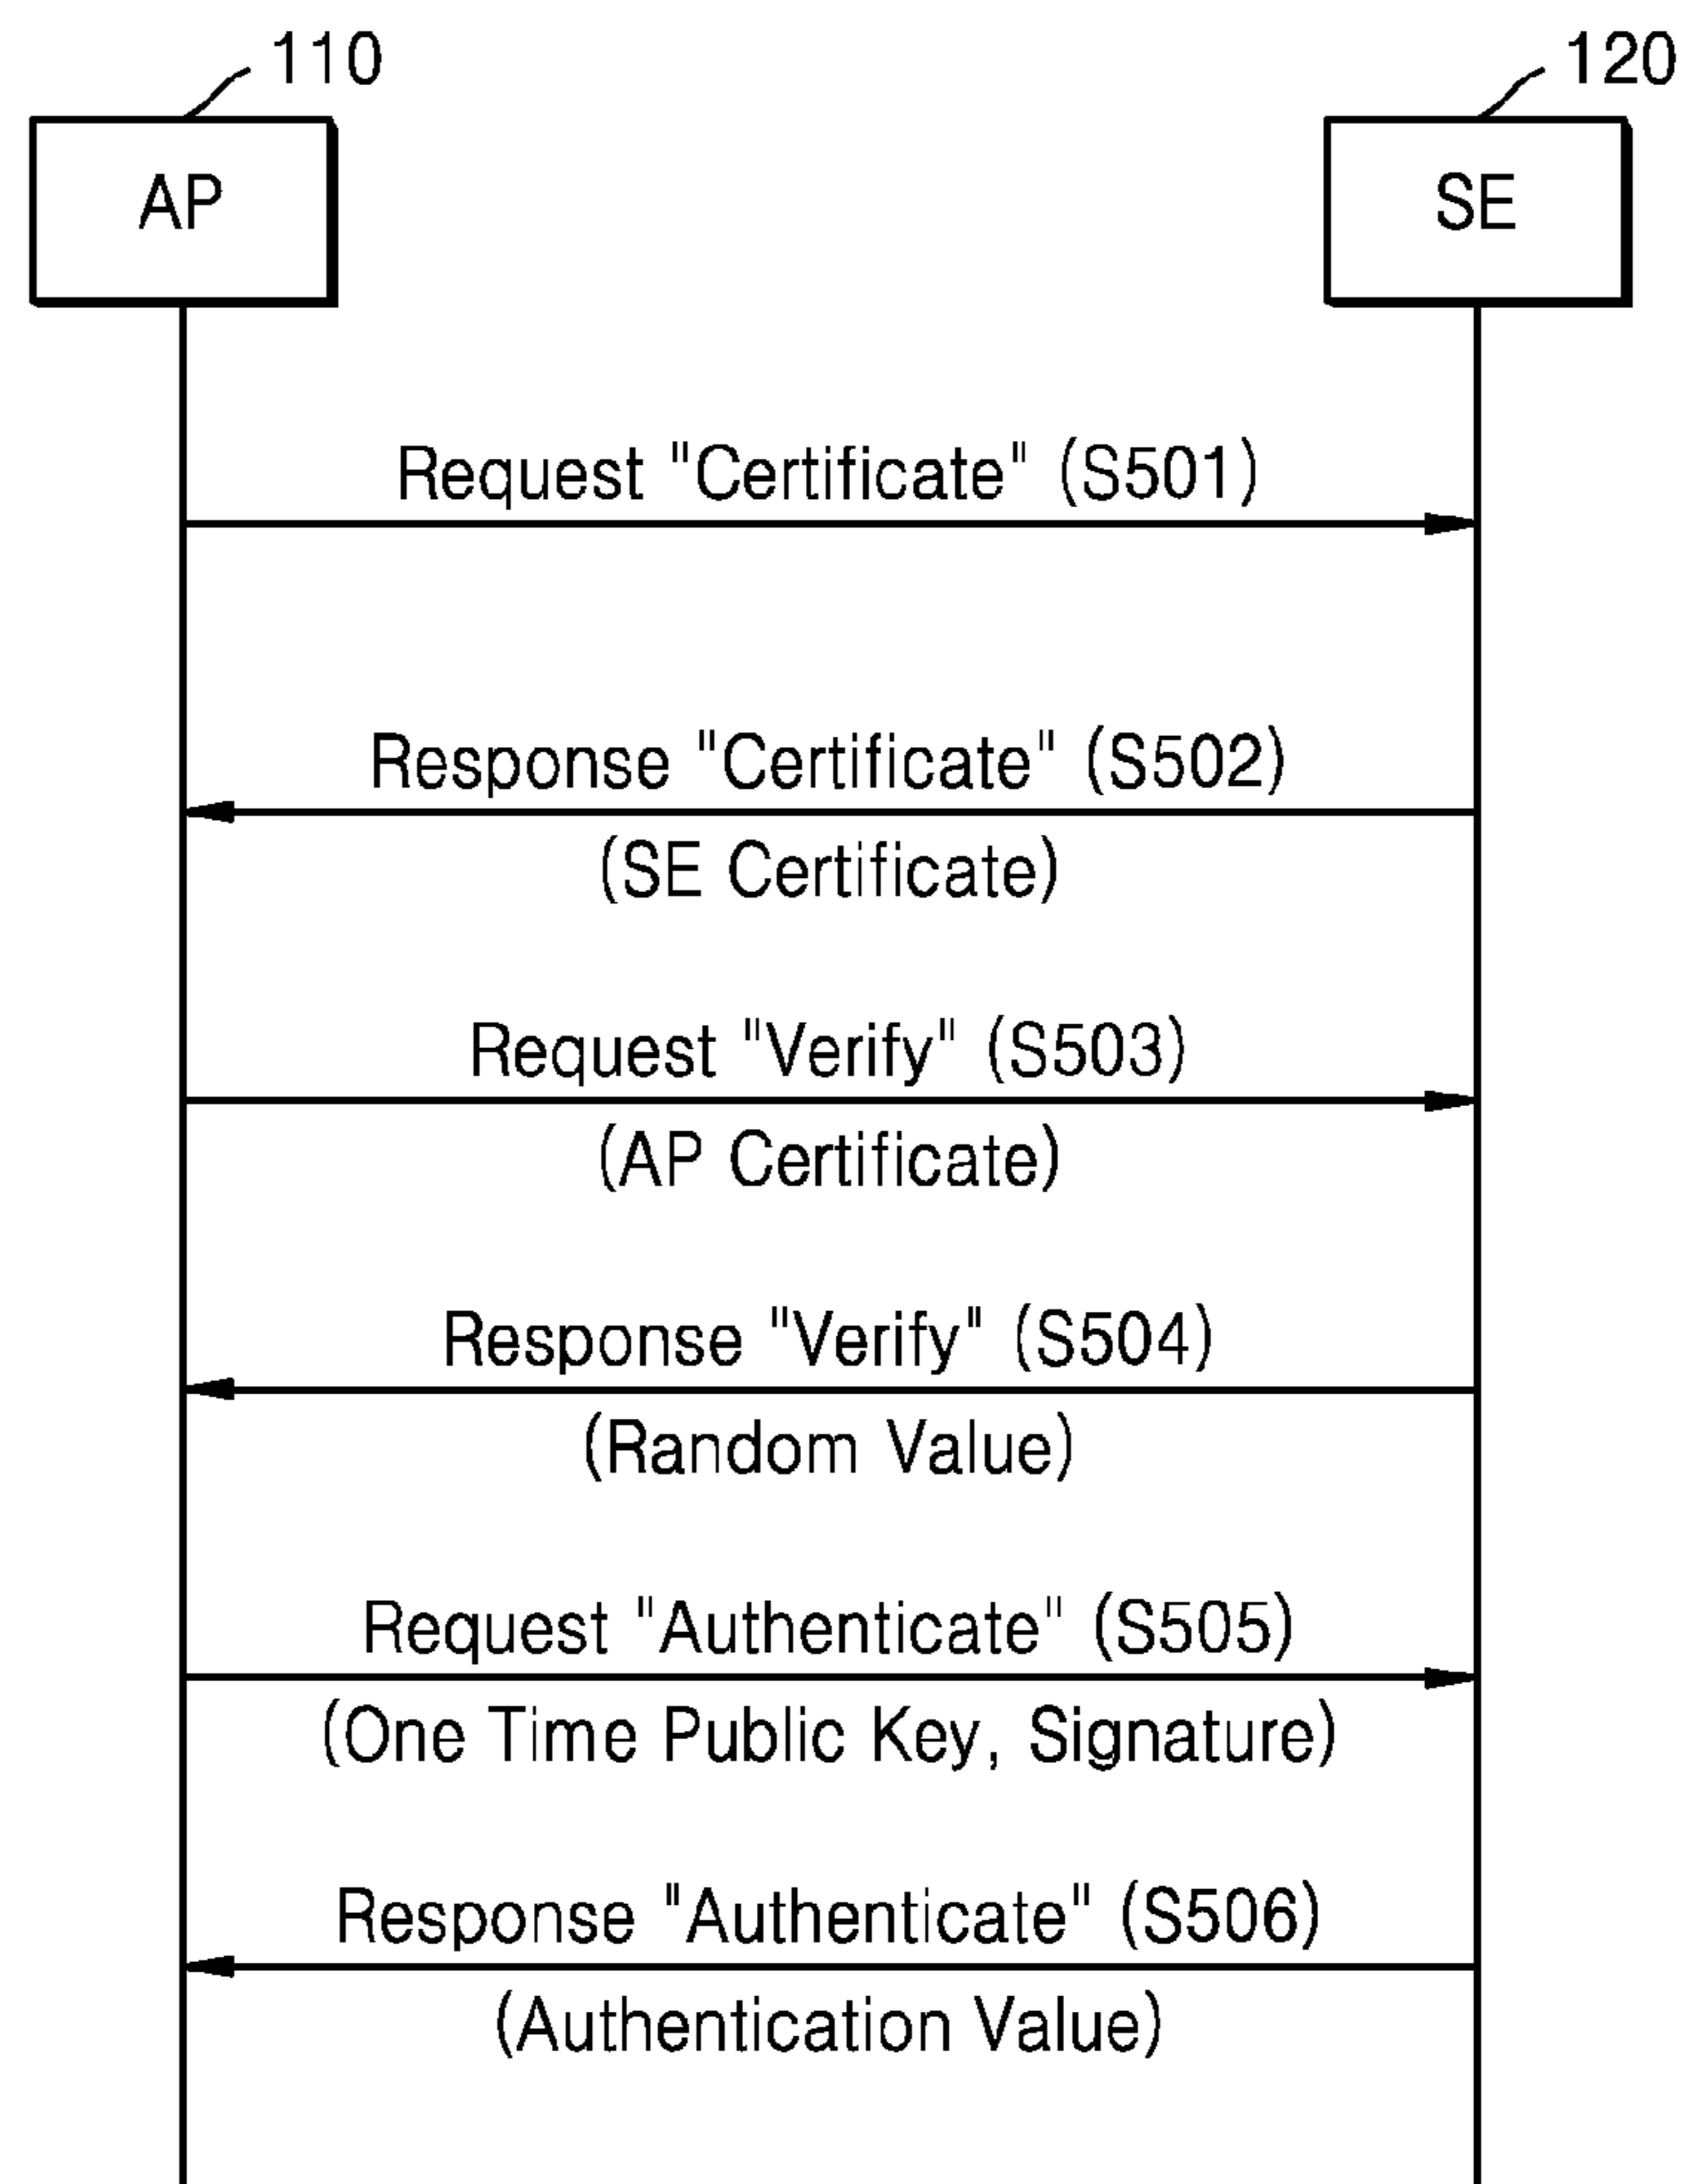 110
120
AP
SE
Request "Certificate" (S501)
Response "Certificate" (S502)
(SE Certificate)
Request "Verify" (S503)
(AP Certificate)
Response "Verify" (S504)
(Random Value)
Request "Authenticate" (S505)
(One Time Public Key, Signature)
Response "Authenticate" (S506)
(Authentication Value)